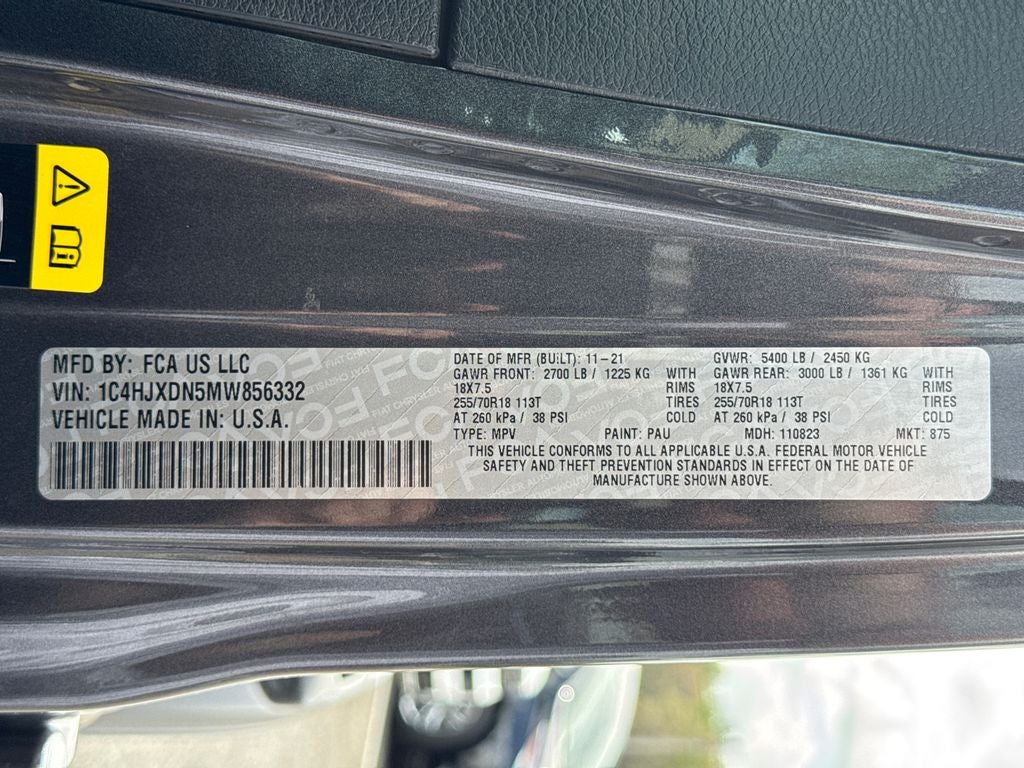 MFD BY: FCA US LLC
VIN: 1C4HJXDN5MW856332
VEHICLE MADE IN: U.S.A.
DATE OF MFR (BUILT): 11-21 GVWR: 5400 LB / 2450 KG
GAWR FRONT: 2700 LB / 1225 KG WITH GAWR REAR: 3000 LB / 1361 KG WITH
18X7.5 RIMS 18X7.5 RIMS
255/70R18 113T TIRES 255/70R18 113T TIRES
AT 260 kPa / 38 PSI COLD AT 260 kPa / 38 PSI COLD
TYPE: MPV PAINT: PAU MDH: 110823 MKT: 875
THIS VEHICLE CONFORMS TO ALL APPLICABLE U.S.A. FEDERAL MOTOR VEHICLE
SAFETY AND THEFT PREVENTION STANDARDS IN EFFECT ON THE DATE OF
MANUFACTURE SHOWN ABOVE.